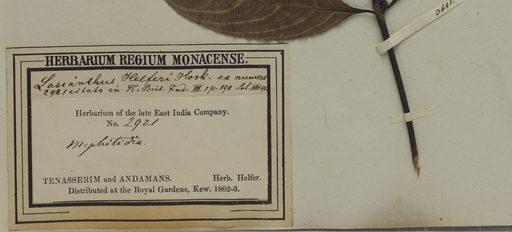 HERBARIUM REGIUM MONACENSE.
Lasianthus Helferi Hook. ex numero
2921 citato in Fl. Brit. Ind. III, p. 190
Herbarium of the late East India Company.
No. 2921
Mephitidia.
TENASSERIM and ANDAMANS. Herb. Helfer.
Distributed at the Royal Gardens, Kew. 1862-3.